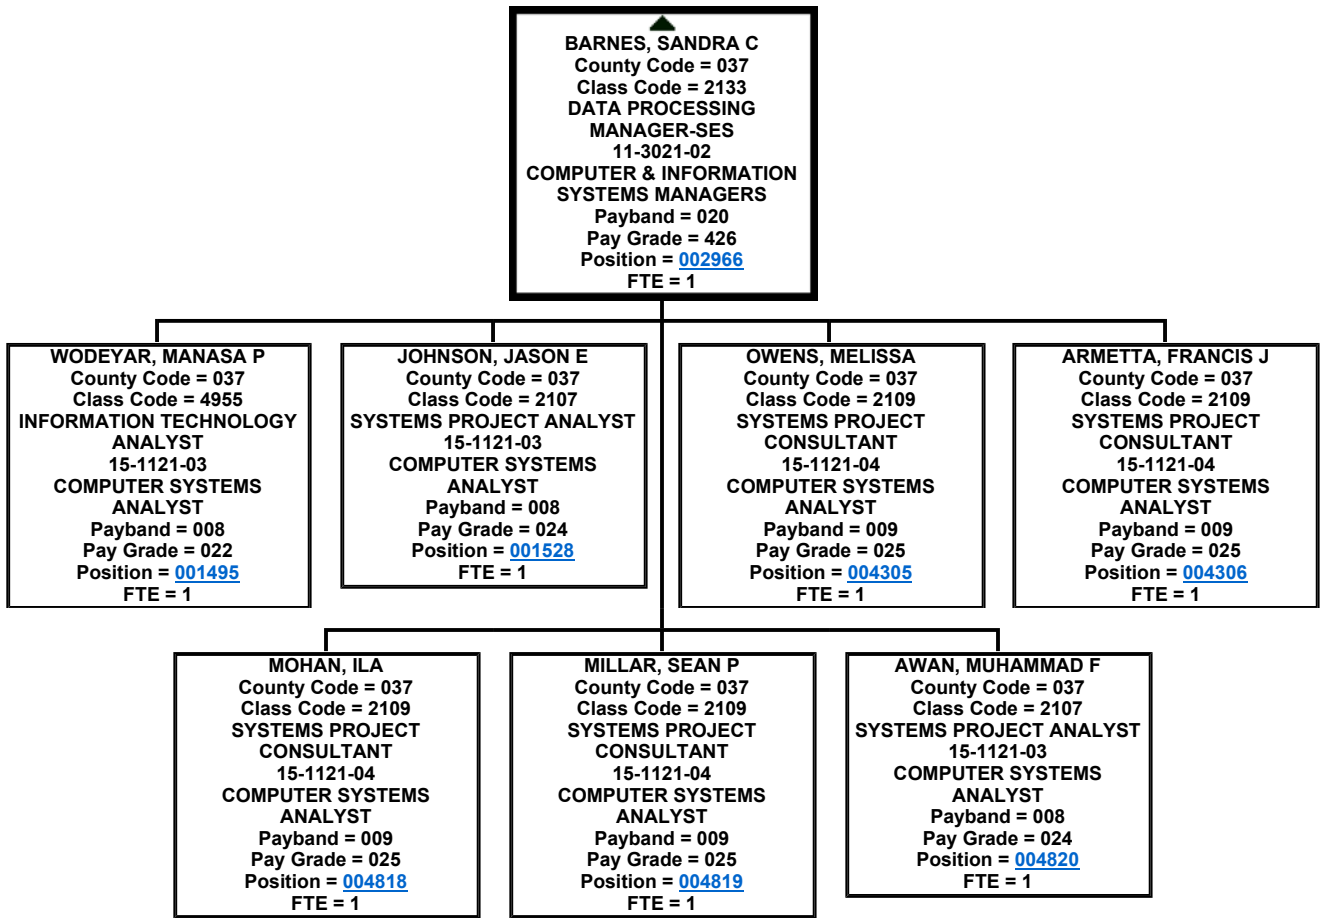 BARNES, SANDRA C
County Code = 037
Class Code = 2133
DATA PROCESSING
MANAGER-SES
11-3021-02
COMPUTER & INFORMATION
SYSTEMS MANAGERS
Payband = 020
Pay Grade = 426
Position = 002966
FTE = 1
WODEYAR, MANASA P
County Code = 037
Class Code = 4955
INFORMATION TECHNOLOGY
ANALYST
15-1121-03
COMPUTER SYSTEMS
ANALYST
Payband = 008
Pay Grade = 022
Position = 001495
FTE = 1
JOHNSON, JASON E
County Code = 037
Class Code = 2107
SYSTEMS PROJECT ANALYST
15-1121-03
COMPUTER SYSTEMS
ANALYST
Payband = 008
Pay Grade = 024
Position = 001528
FTE = 1
OWENS, MELISSA
County Code = 037
Class Code = 2109
SYSTEMS PROJECT
CONSULTANT
15-1121-04
COMPUTER SYSTEMS
ANALYST
Payband = 009
Pay Grade = 025
Position = 004305
FTE = 1
ARMETTA, FRANCIS J
County Code = 037
Class Code = 2109
SYSTEMS PROJECT
CONSULTANT
15-1121-04
COMPUTER SYSTEMS
ANALYST
Payband = 009
Pay Grade = 025
Position = 004306
FTE = 1
MOHAN, ILA
County Code = 037
Class Code = 2109
SYSTEMS PROJECT
CONSULTANT
15-1121-04
COMPUTER SYSTEMS
ANALYST
Payband = 009
Pay Grade = 025
Position = 004818
FTE = 1
MILLAR, SEAN P
County Code = 037
Class Code = 2109
SYSTEMS PROJECT
CONSULTANT
15-1121-04
COMPUTER SYSTEMS
ANALYST
Payband = 009
Pay Grade = 025
Position = 004819
FTE = 1
AWAN, MUHAMMAD F
County Code = 037
Class Code = 2107
SYSTEMS PROJECT ANALYST
15-1121-03
COMPUTER SYSTEMS
ANALYST
Payband = 008
Pay Grade = 024
Position = 004820
FTE = 1